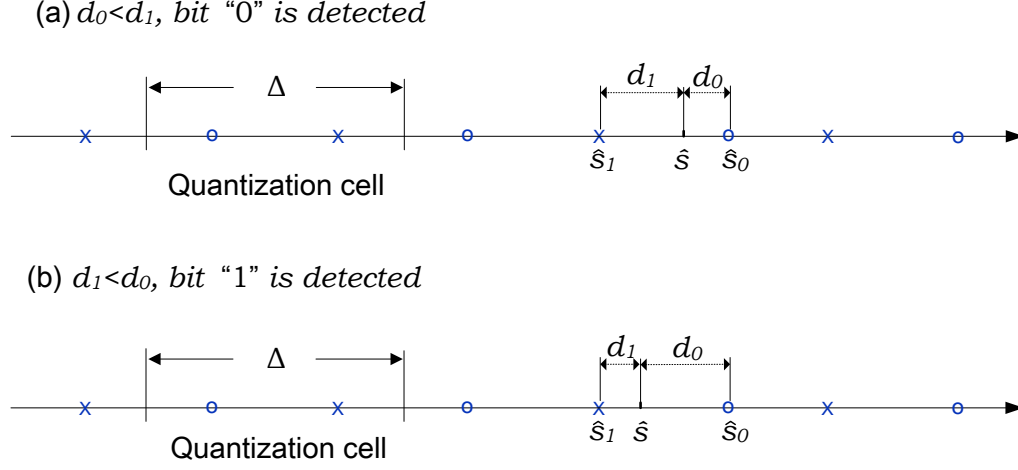 (a) d₀<d₁, bit “0” is detected
Δ d₁ d₀
x o x o x o x o
ŝ₁ ŝ ŝ₀
Quantization cell
(b) d₁<d₀, bit “1” is detected
Δ d₁ d₀
x o x o x o x o
ŝ₁ ŝ ŝ₀
Quantization cell